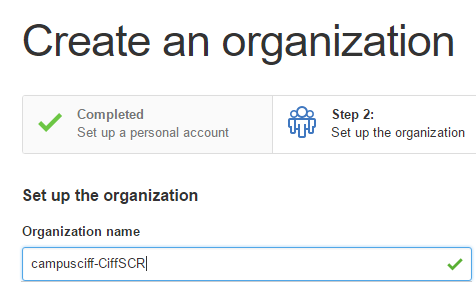 Create an organization
Completed
Set up a personal account
Step 2:
Set up the organization
Set up the organization
Organization name
campusciff-CiffSCR